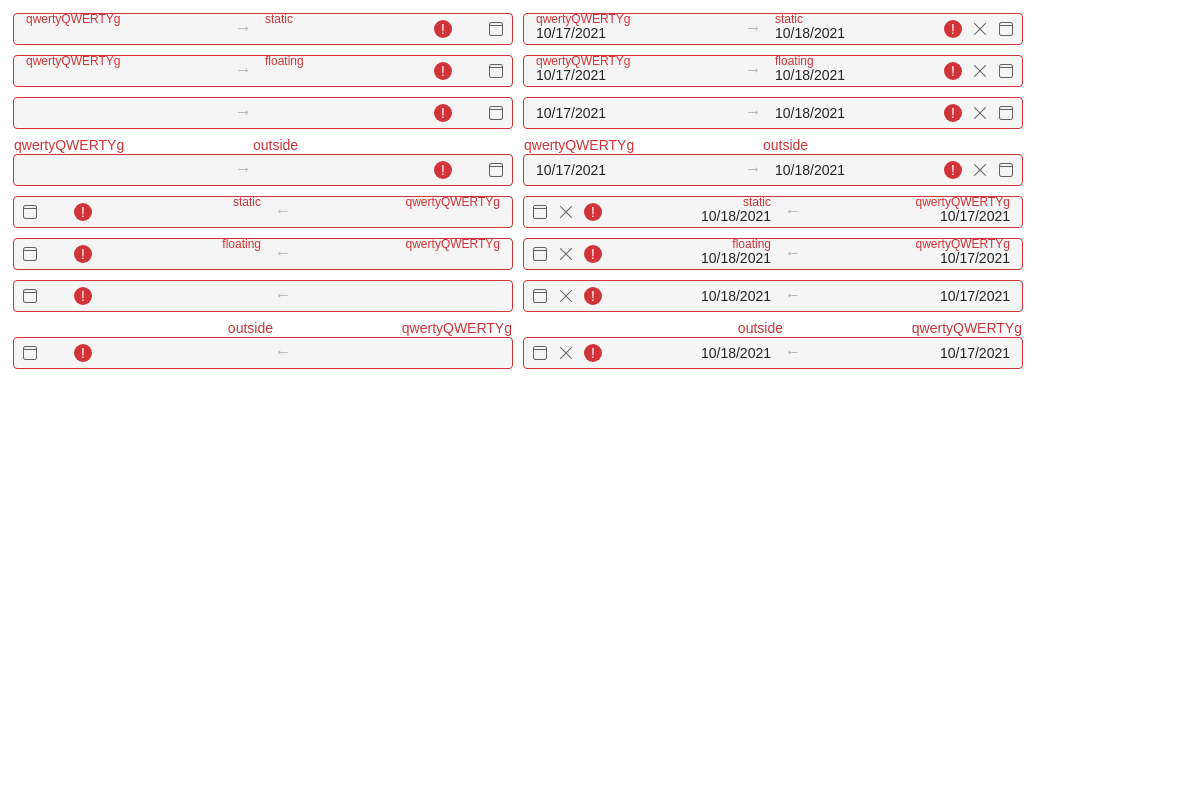 qwertyQWERTYg static qwertyQWERTYg static
→ ! 10/17/2021 → 10/18/2021 !
qwertyQWERTYg floating qwertyQWERTYg floating
→ ! 10/17/2021 → 10/18/2021 !
→ ! 10/17/2021 → 10/18/2021 !
qwertyQWERTYg outside qwertyQWERTYg outside
→ ! 10/17/2021 → 10/18/2021 !
static qwertyQWERTYg static qwertyQWERTYg
! ← ! 10/18/2021 ← 10/17/2021
floating qwertyQWERTYg floating qwertyQWERTYg
! ← ! 10/18/2021 ← 10/17/2021
! ← ! 10/18/2021 ← 10/17/2021
outside qwertyQWERTYg outside qwertyQWERTYg
! ← ! 10/18/2021 ← 10/17/2021